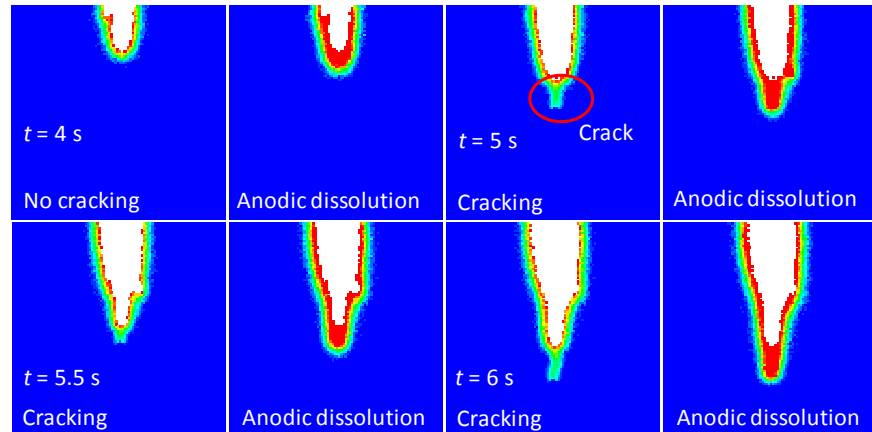 t = 4 s
No cracking
Anodic dissolution
Crack
t = 5 s
Cracking
Anodic dissolution
t = 5.5 s
Cracking
Anodic dissolution
t = 6 s
Cracking
Anodic dissolution